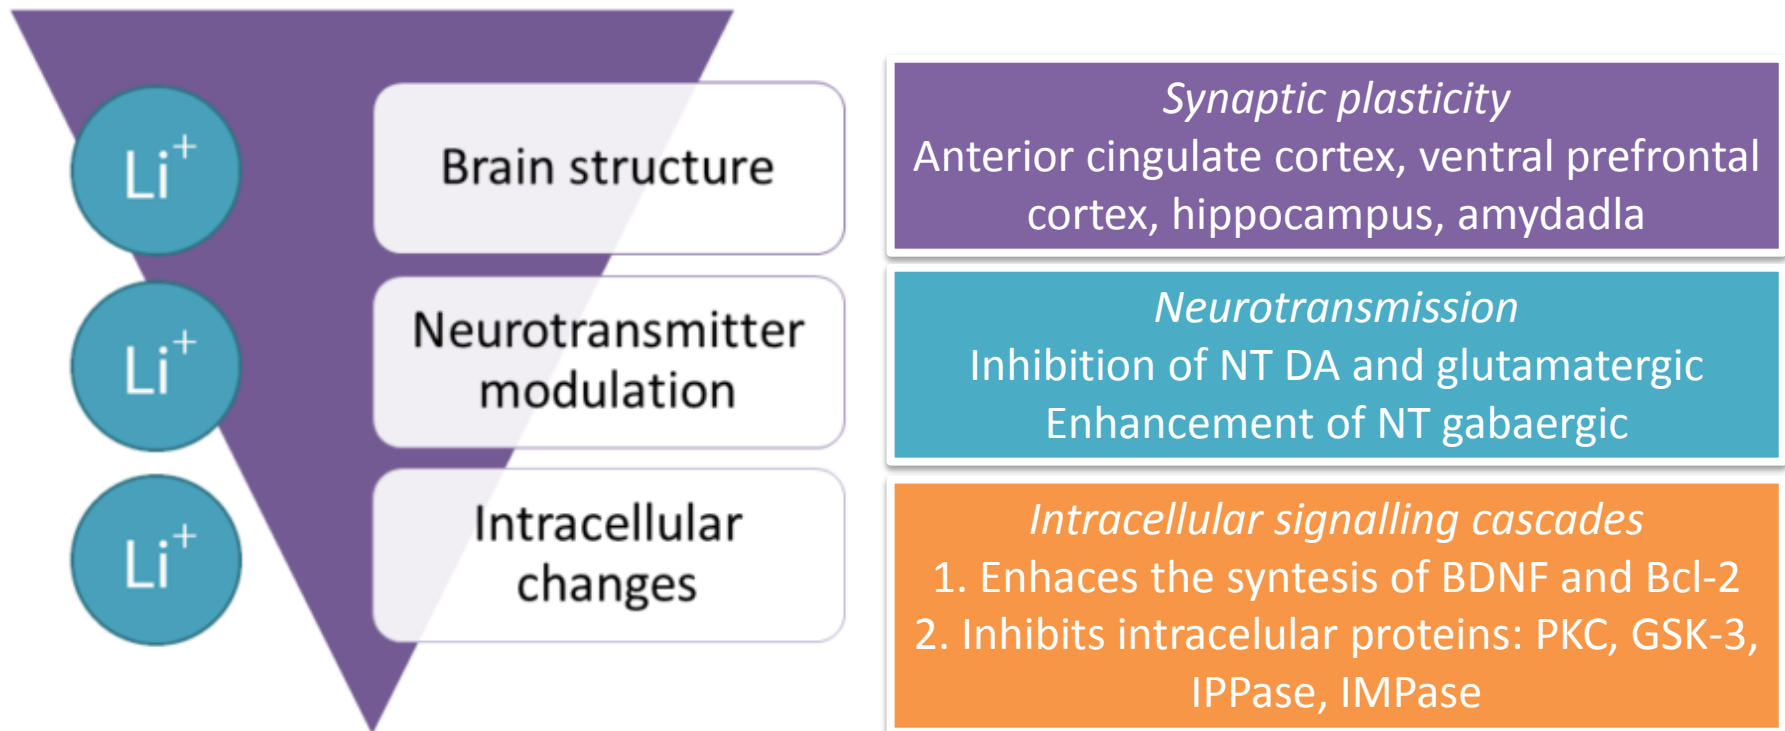 Li+
Brain structure
Synaptic plasticity
Anterior cingulate cortex, ventral prefrontal
cortex, hippocampus, amydadla
Li+
Neurotransmitter
modulation
Neurotransmission
Inhibition of NT DA and glutamatergic
Enhancement of NT gabaergic
Li+
Intracellular
changes
Intracellular signalling cascades
1. Enhaces the syntesis of BDNF and Bcl-2
2. Inhibits intracelular proteins: PKC, GSK-3,
IPPase, IMPase